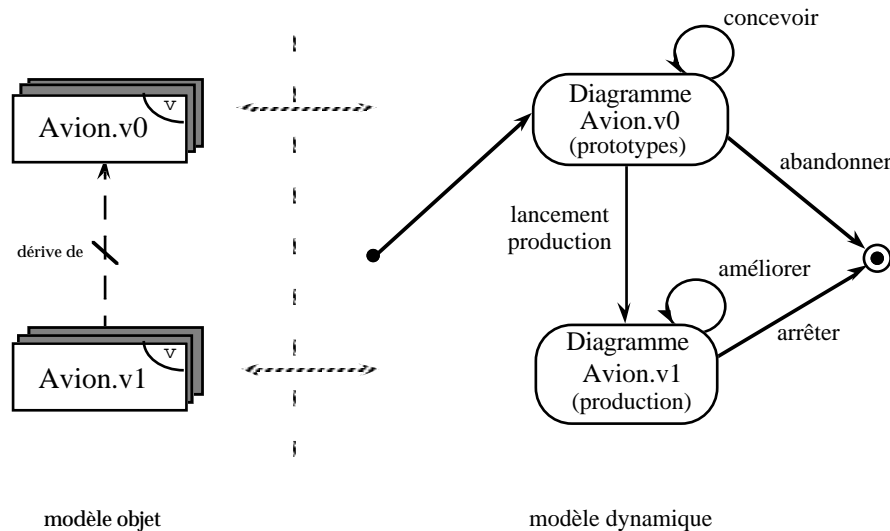 concevoir
v
Avion.v0
Diagramme
Avion.v0
(prototypes)
abandonner
lancement
production
dérive de
améliorer
v
Avion.v1
Diagramme
Avion.v1
(production)
arrêter
modèle objet
modèle dynamique